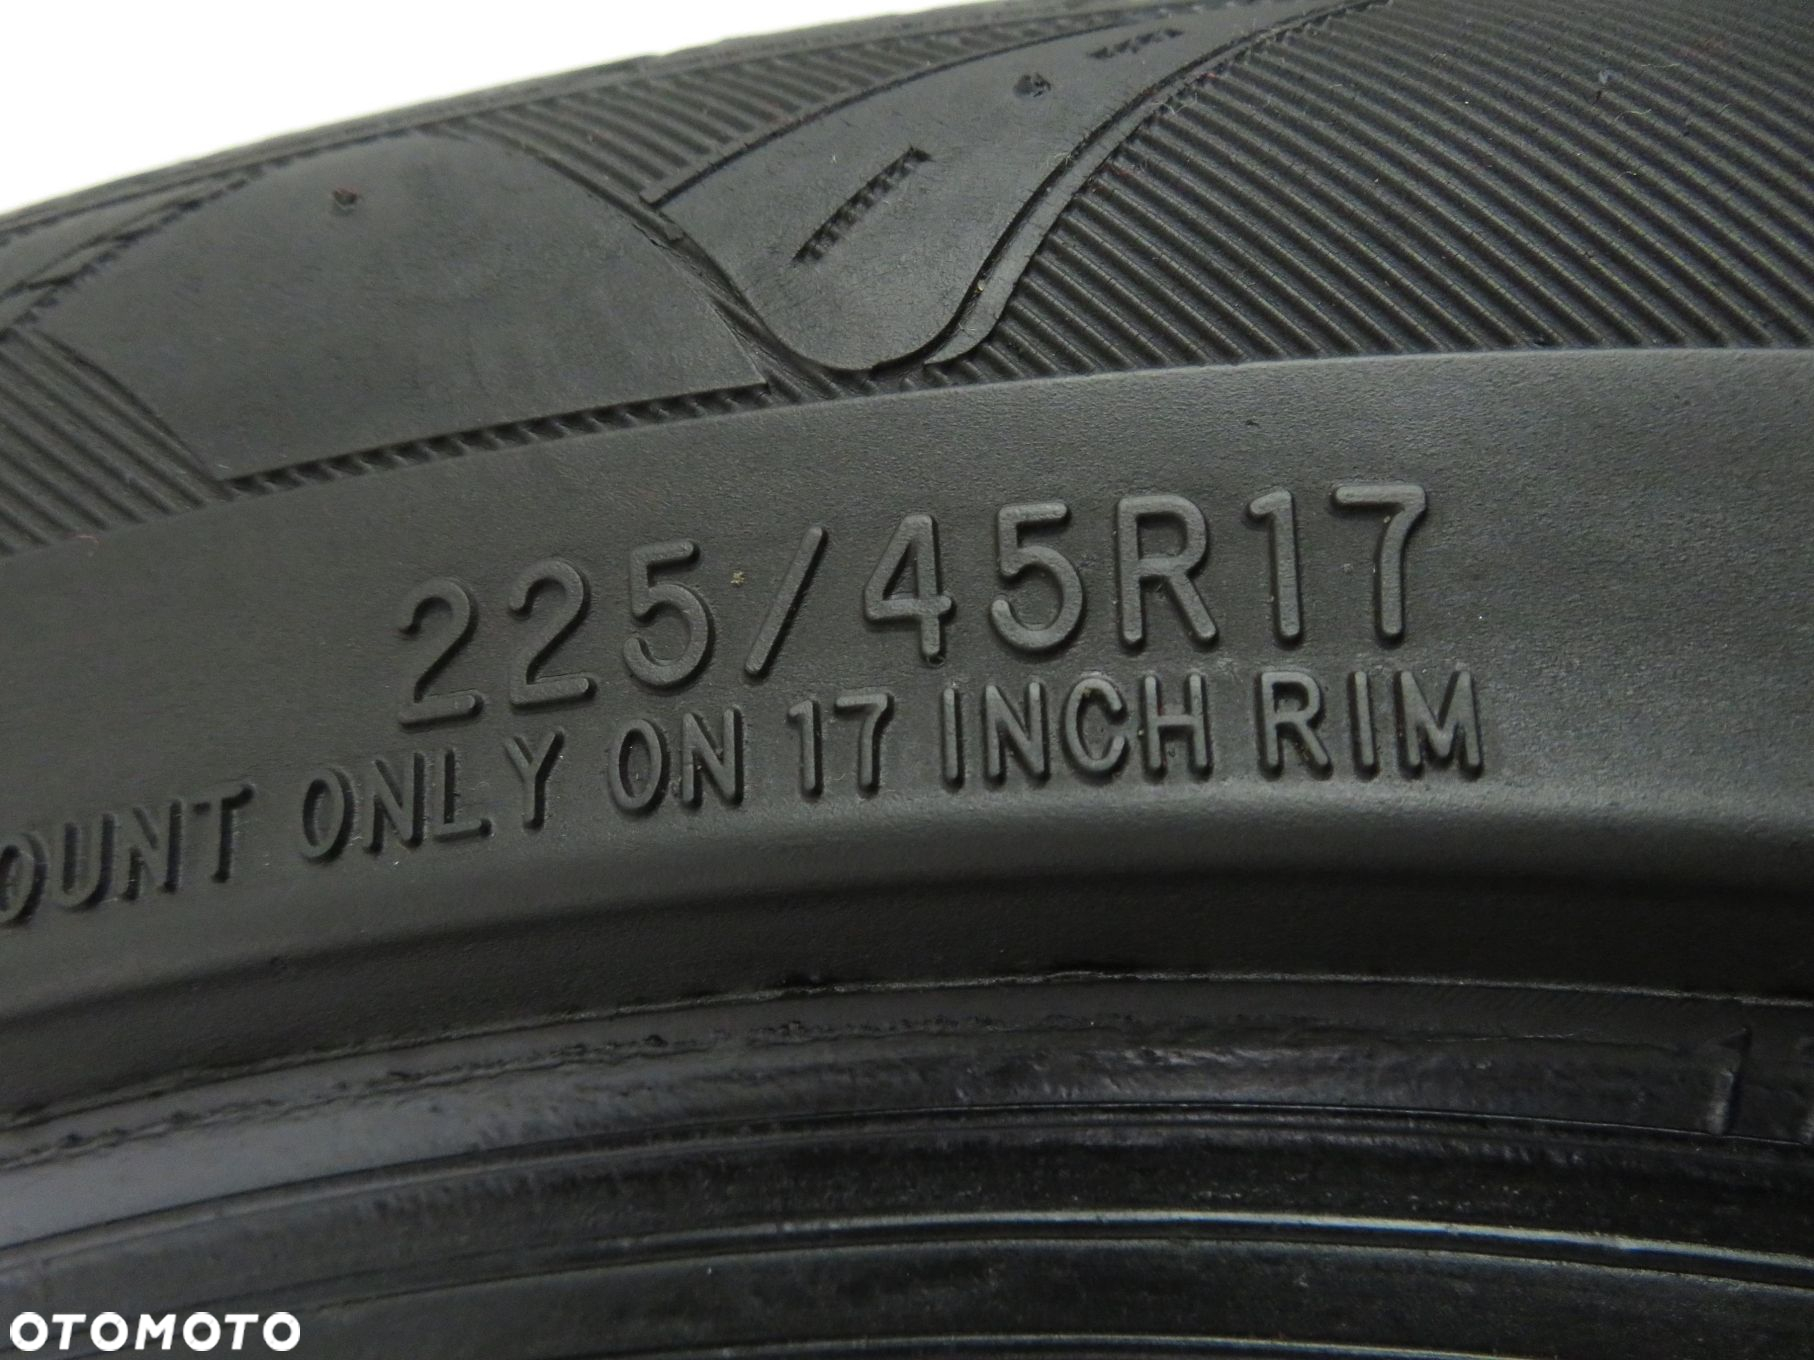 225/45R17
OUNT ONLY ON 17 INCH RIM
OTOMOTO